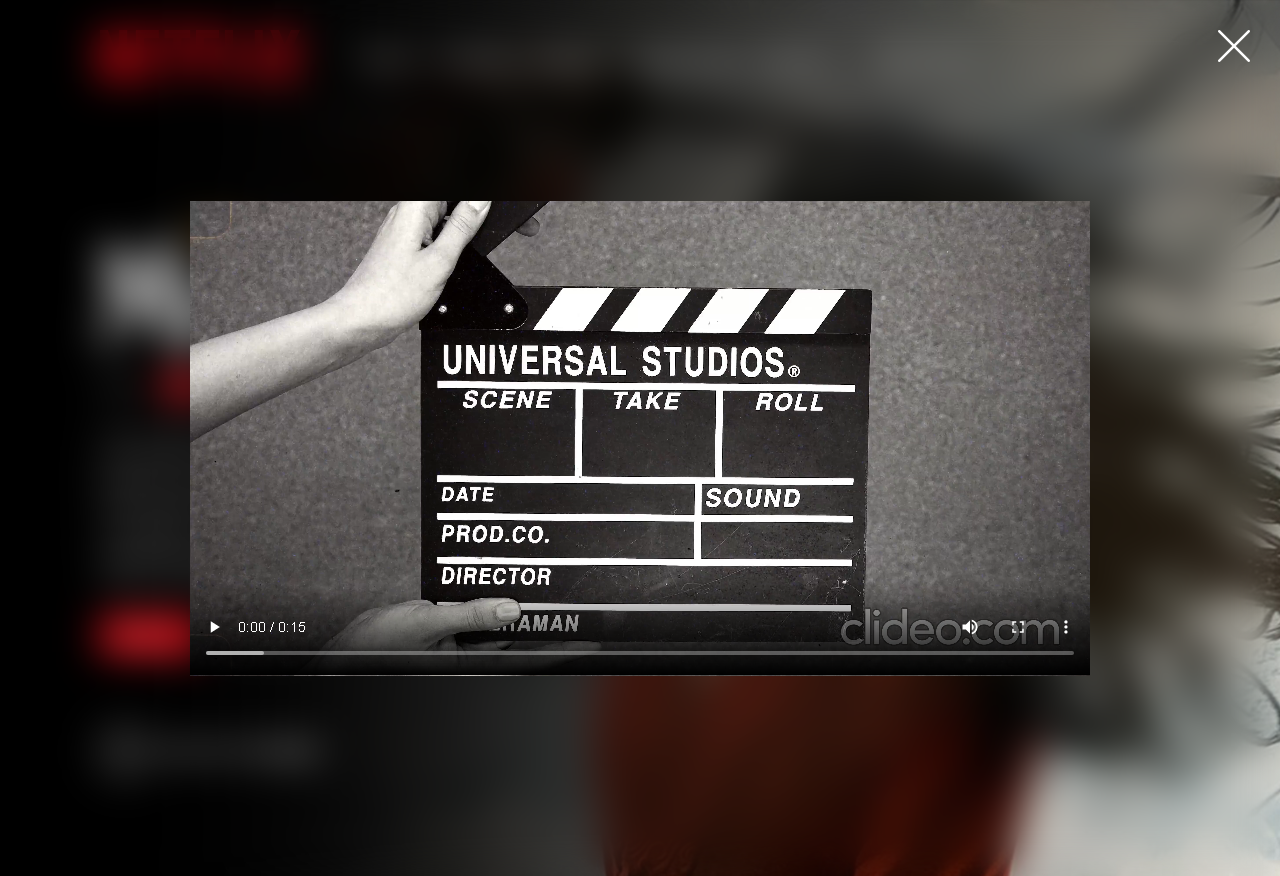 UNIVERSAL STUDIOS®
SCENE TAKE ROLL
DATE SOUND
PROD.CO.
DIRECTOR
clideo.com
0:00 / 0:15